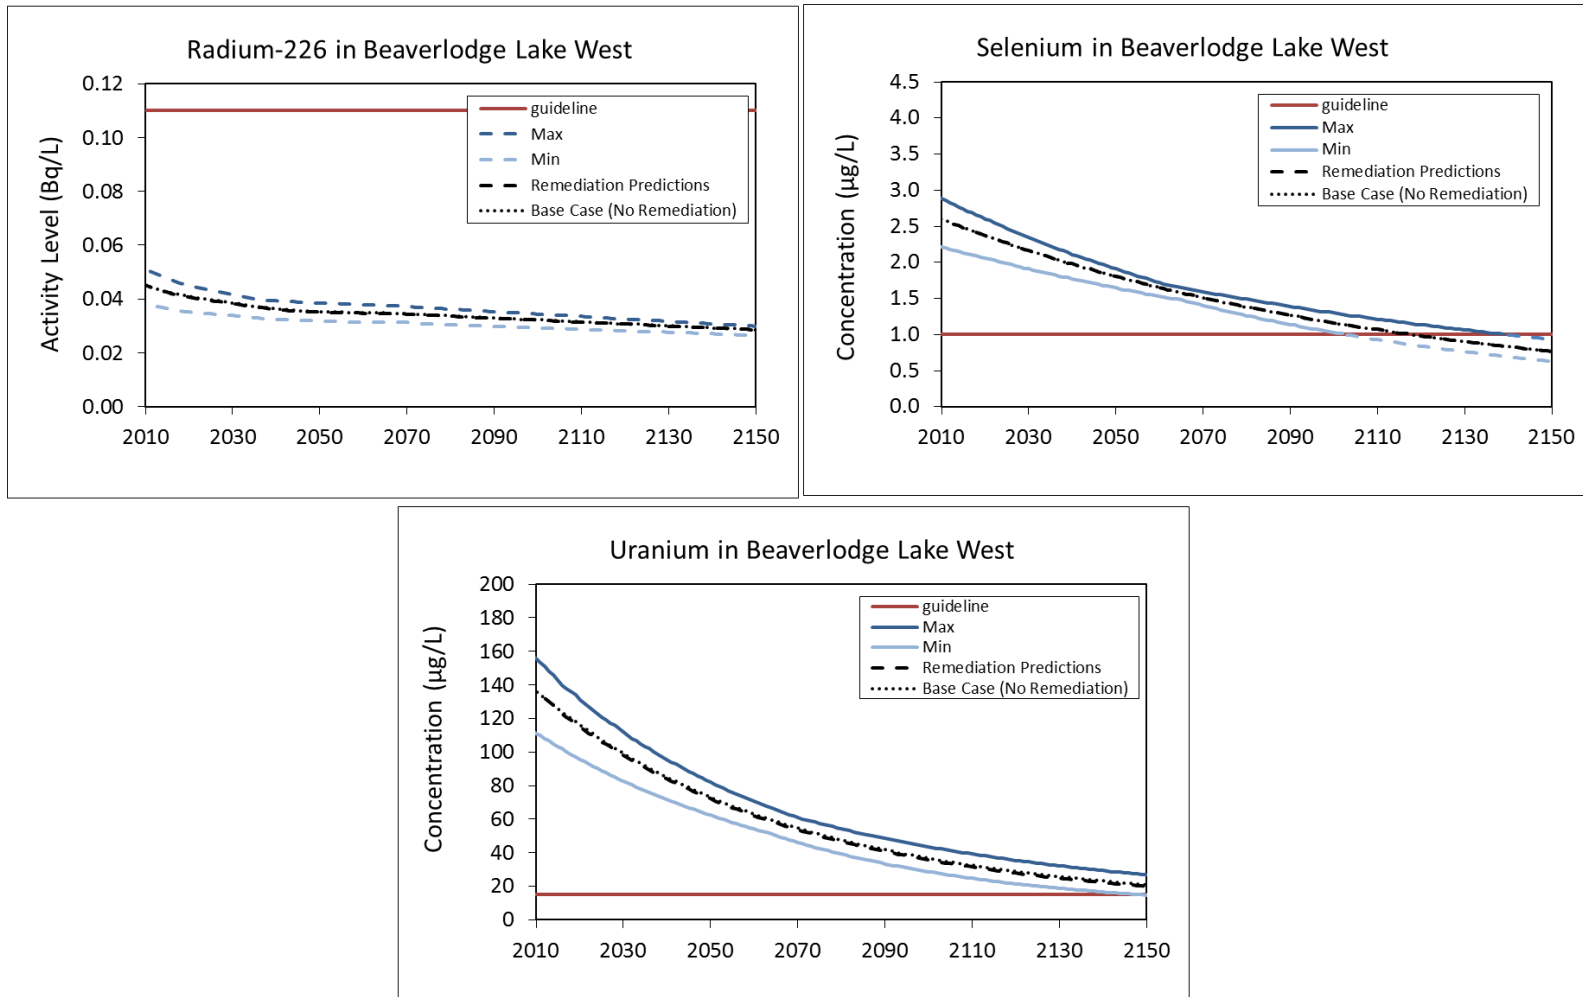 Radium-226 in Beaverlodge Lake West
0.12
0.10
0.08
0.06
0.04
0.02
0.00
Activity Level (Bq/L)
guideline
Max
Min
Remediation Predictions
Base Case (No Remediation)
2010 2030 2050 2070 2090 2110 2130 2150
Selenium in Beaverlodge Lake West
4.5
4.0
3.5
3.0
2.5
2.0
1.5
1.0
0.5
0.0
Concentration (µg/L)
guideline
Max
Min
Remediation Predictions
Base Case (No Remediation)
2010 2030 2050 2070 2090 2110 2130 2150
Uranium in Beaverlodge Lake West
200
180
160
140
120
100
80
60
40
20
0
Concentration (µg/L)
guideline
Max
Min
Remediation Predictions
Base Case (No Remediation)
2010 2030 2050 2070 2090 2110 2130 2150